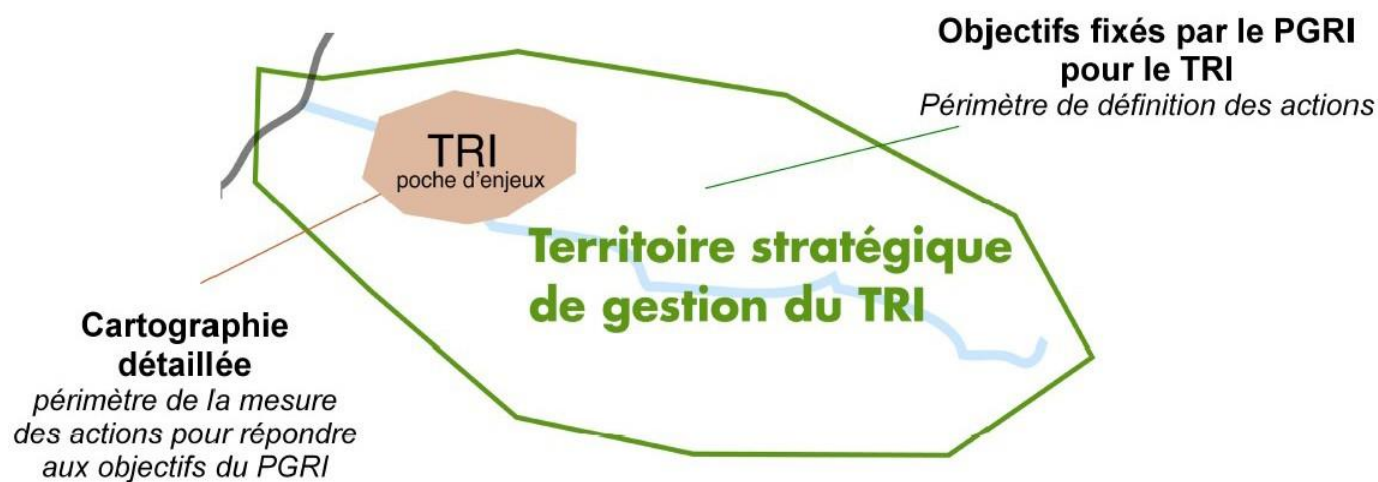 Objectifs fixés par le PGRI
pour le TRI
Périmètre de définition des actions
TRI
poche d'enjeux
Territoire stratégique
de gestion du TRI
Cartographie
détaillée
périmètre de la mesure
des actions pour répondre
aux objectifs du PGRI